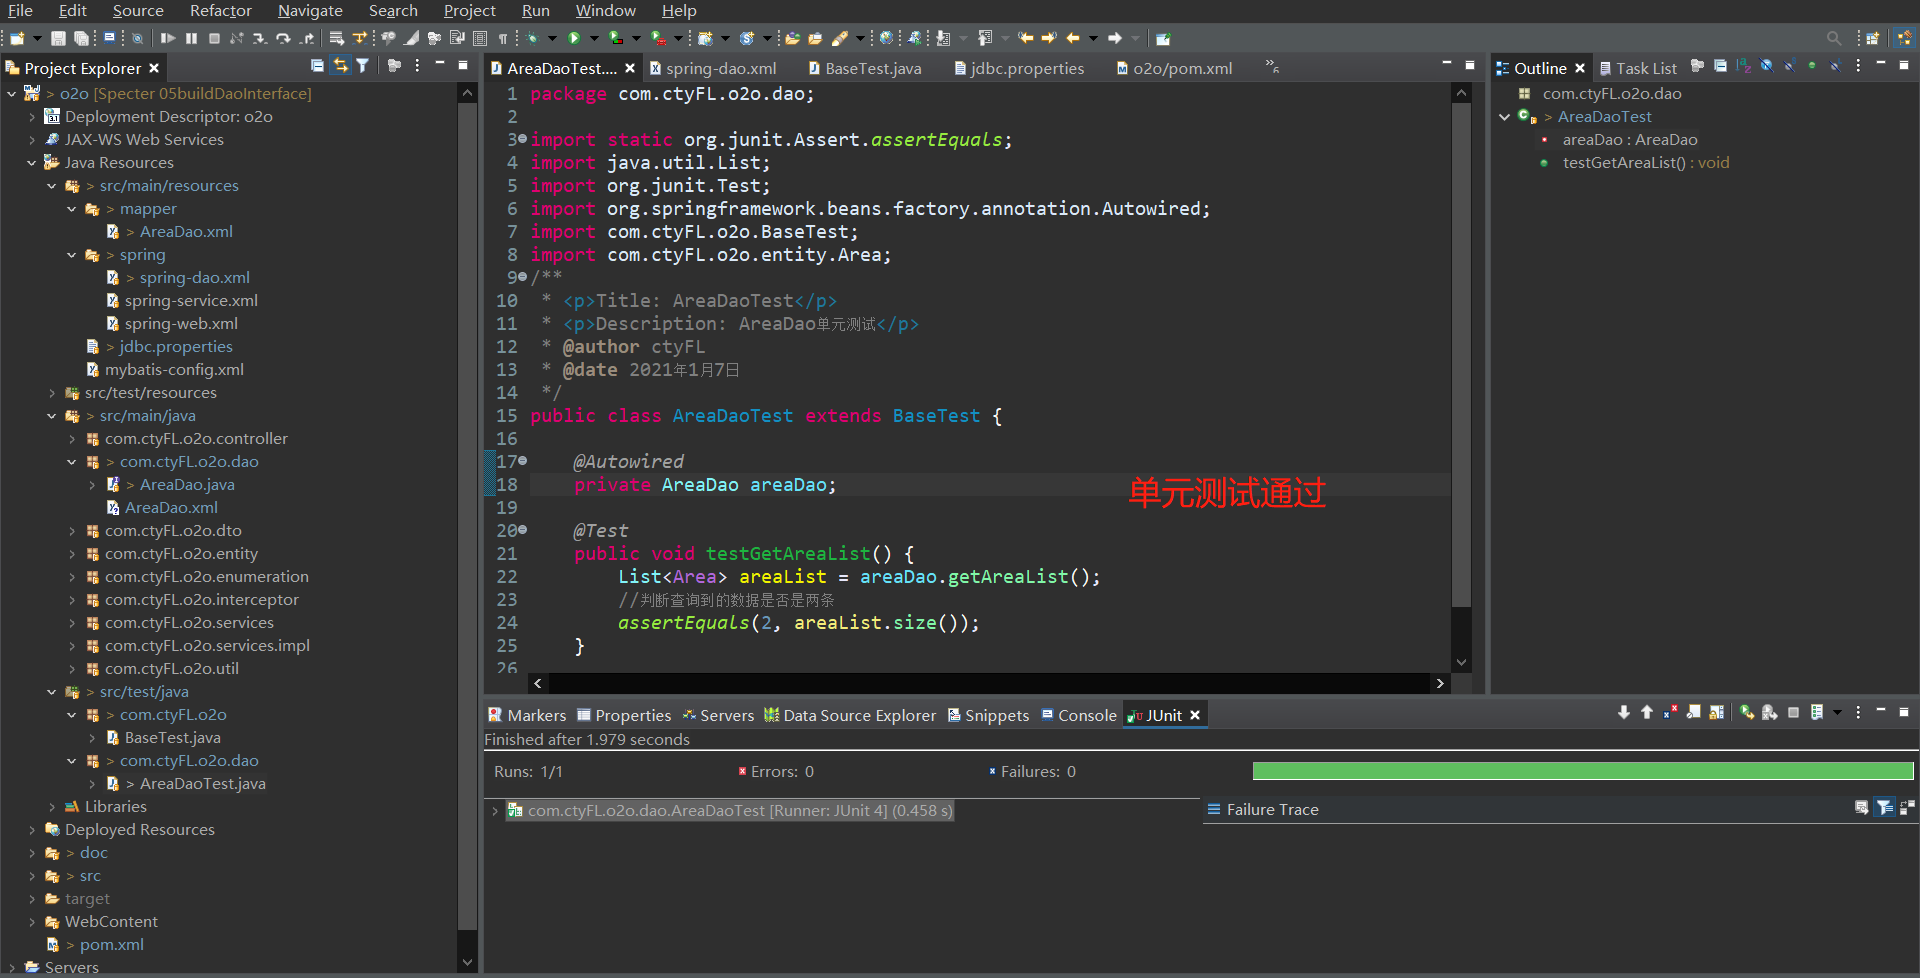 File Edit Source Refactor Navigate Search Project Run Window Help
Project Explorer
> o2o [Specter 05buildDaoInterface]
Deployment Descriptor: o2o
JAX-WS Web Services
Java Resources
> src/main/resources
> mapper
> AreaDao.xml
> spring
> spring-dao.xml
spring-service.xml
spring-web.xml
> jdbc.properties
mybatis-config.xml
src/test/resources
> src/main/java
com.ctyFL.o2o.controller
> com.ctyFL.o2o.dao
> AreaDao.java
AreaDao.xml
com.ctyFL.o2o.dto
com.ctyFL.o2o.entity
com.ctyFL.o2o.enumeration
com.ctyFL.o2o.interceptor
com.ctyFL.o2o.services
com.ctyFL.o2o.services.impl
com.ctyFL.o2o.util
> src/test/java
> com.ctyFL.o2o
BaseTest.java
> com.ctyFL.o2o.dao
> AreaDaoTest.java
Libraries
Deployed Resources
> doc
> src
target
WebContent
> pom.xml
Servers
AreaDaoTest.... spring-dao.xml BaseTest.java jdbc.properties o2o/pom.xml »6
1 package com.ctyFL.o2o.dao;
2
3 import static org.junit.Assert.assertEquals;
4 import java.util.List;
5 import org.junit.Test;
6 import org.springframework.beans.factory.annotation.Autowired;
7 import com.ctyFL.o2o.BaseTest;
8 import com.ctyFL.o2o.entity.Area;
9 /**
10 * <p>Title: AreaDaoTest</p>
11 * <p>Description: AreaDao单元测试</p>
12 * @author ctyFL
13 * @date 2021年1月7日
14 */
15 public class AreaDaoTest extends BaseTest {
16
17 @Autowired
18 private AreaDao areaDao;
单元测试通过
19
20 @Test
21 public void testGetAreaList() {
22 List<Area> areaList = areaDao.getAreaList();
23 //判断查询到的数据是否是两条
24 assertEquals(2, areaList.size());
25 }
26
Outline Task List
com.ctyFL.o2o.dao
> AreaDaoTest
areaDao : AreaDao
testGetAreaList() : void
Markers Properties Servers Data Source Explorer Snippets Console JUnit
Finished after 1.979 seconds
Runs: 1/1 Errors: 0 Failures: 0
com.ctyFL.o2o.dao.AreaDaoTest [Runner: JUnit 4] (0.458 s)
Failure Trace